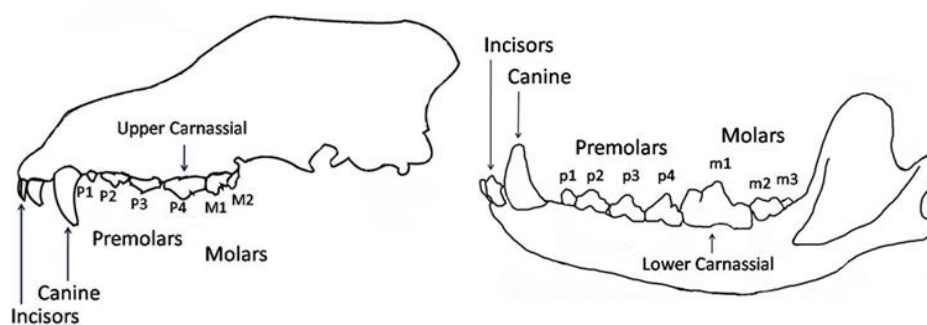 Upper Carnassial
P1 P2 P3 P4 M1 M2
Premolars
Molars
Canine
Incisors
Incisors
Canine
Premolars
Molars
p1 p2 p3 p4 m1 m2 m3
Lower Carnassial